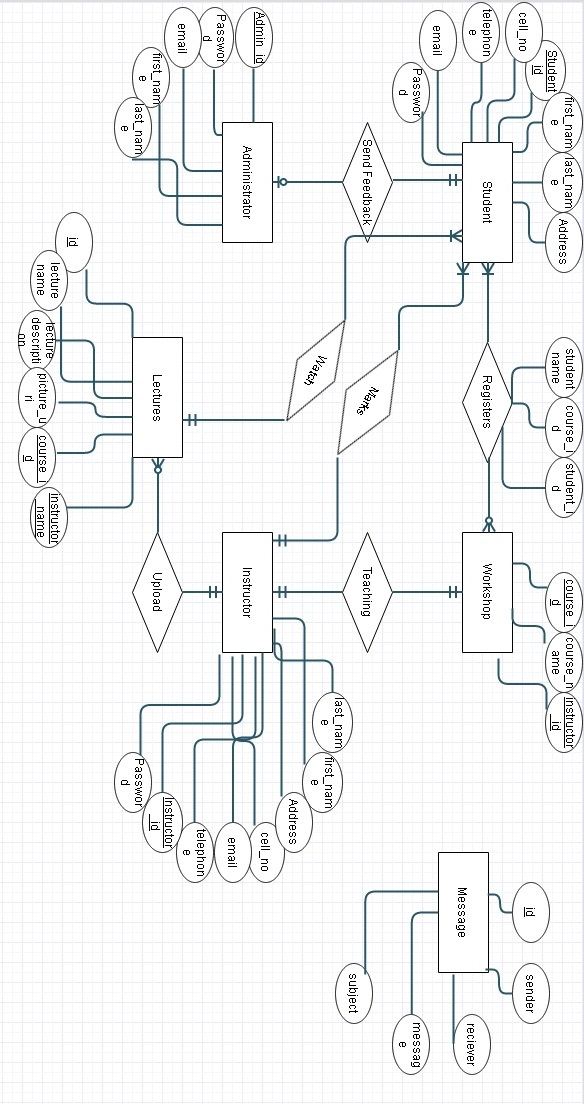 Passwor
d
email
telephon
e
cell_no
Student
_id
first_nam
e
last_nam
e
Address
Student
student
name
course_i
d
student_i
d
Registers
course_i
d
course_n
ame
Instructor
_id
Workshop
id
sender
Message
reciever
messag
e
subject
Send Feedback
Watch
Marks
Teaching
Admin_id
Passwor
d
email
first_nam
e
last_nam
e
Administrator
Instructor
last_nam
e
first_nam
e
Address
cell_no
email
telephon
e
Instructor
_id
Passwor
d
Lectures
Upload
id
lecture
name
lecture
descripti
on
picture_u
ri
course_i
d
Instructor
_name